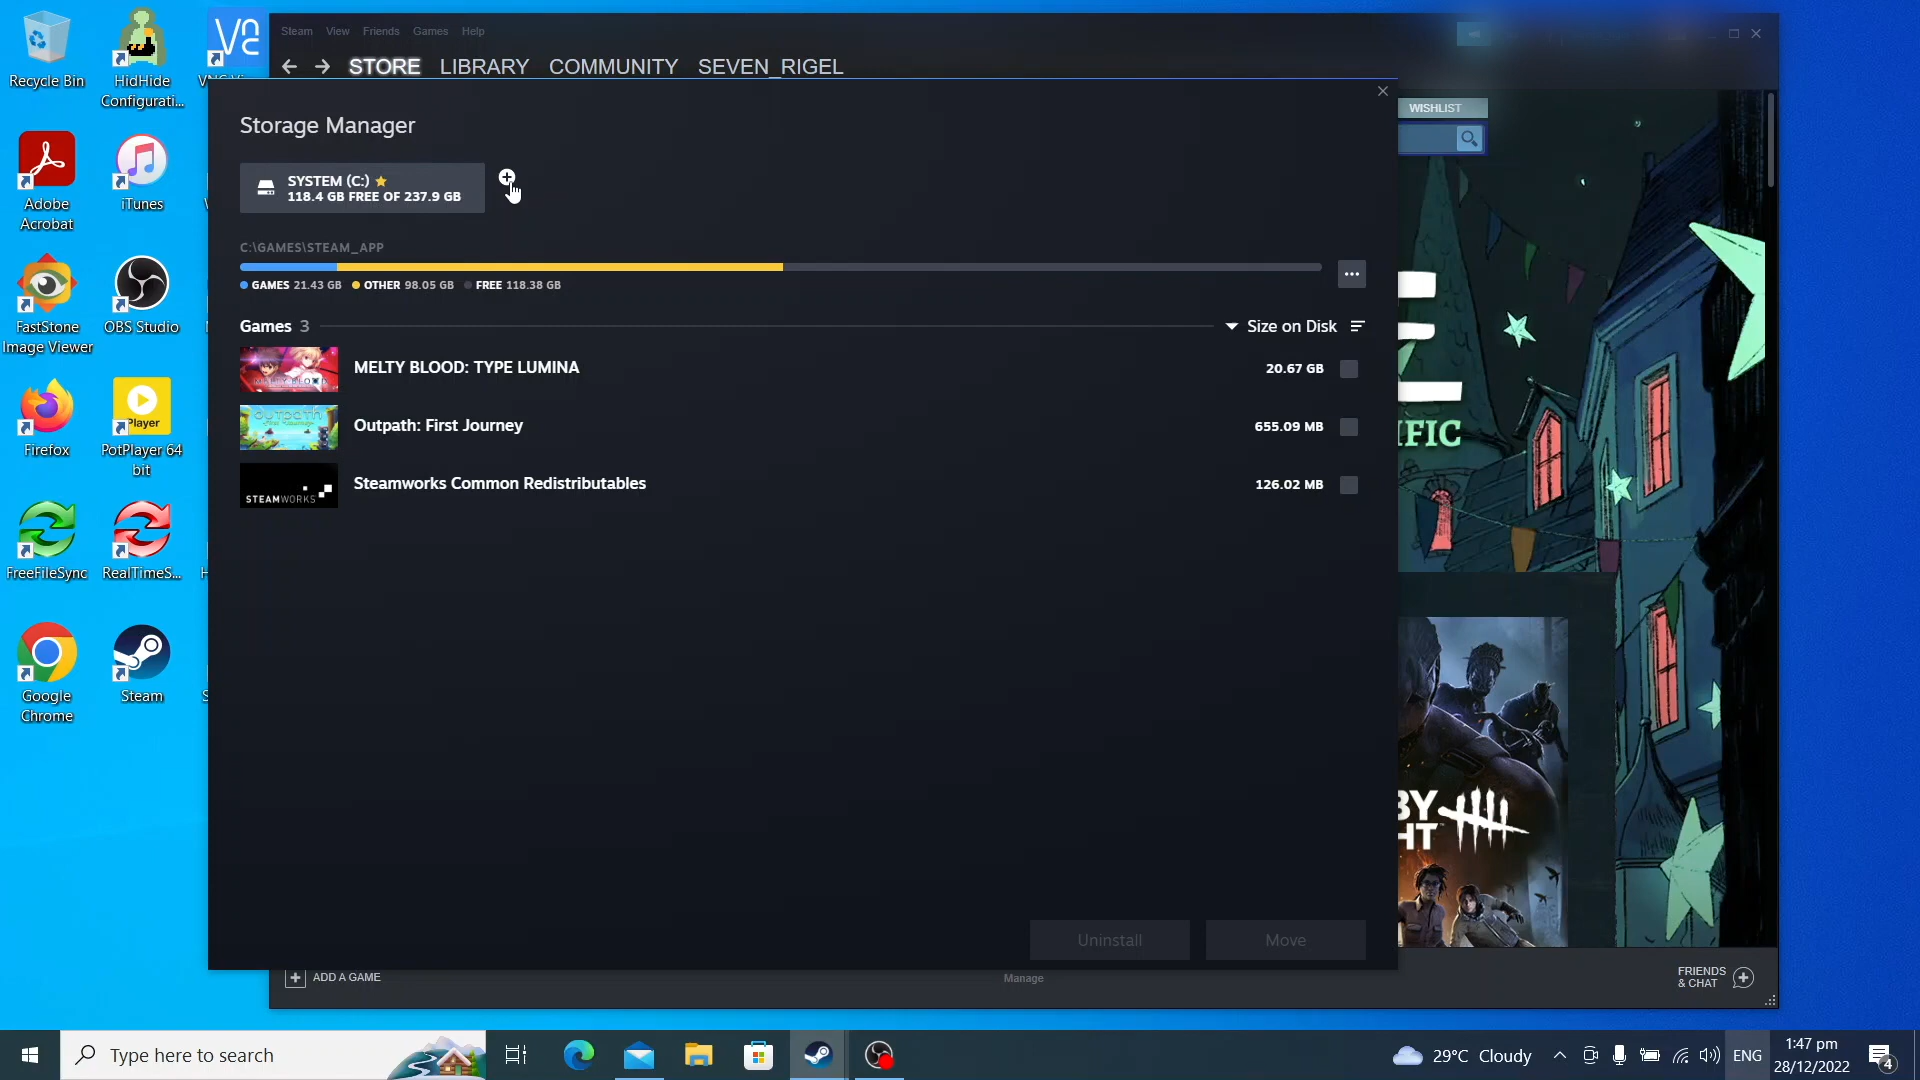 Steam View Friends Games Help
STORE LIBRARY COMMUNITY SEVEN_RIGEL
WISHLIST
Storage Manager
SYSTEM (C:)
118.4 GB FREE OF 237.9 GB
C:\GAMES\STEAM_APP
GAMES 21.43 GB OTHER 98.05 GB FREE 118.38 GB
Games 3 Size on Disk
MELTY BLOOD: TYPE LUMINA 20.67 GB
Outpath: First Journey 655.09 MB
Steamworks Common Redistributables 126.02 MB
STEAMWORKS
Uninstall Move
ADD A GAME Manage FRIENDS
& CHAT
Recycle Bin
HidHide
Configurati...
Adobe
Acrobat
iTunes
FastStone
Image Viewer
OBS Studio
Firefox
Player
PotPlayer 64
bit
FreeFileSync
RealTimeS...
Google
Chrome
Steam
Type here to search
29°C Cloudy
ENG
1:47 pm
28/12/2022
4